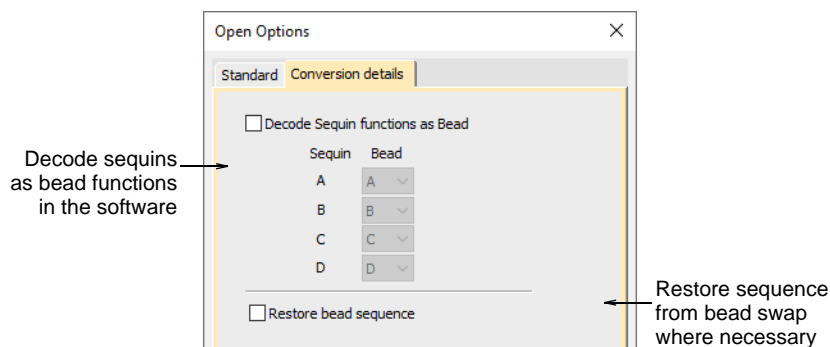 Open Options
Standard Conversion details
Decode Sequin functions as Bead
Sequin Bead
A A
B B
C C
D D
Restore bead sequence
Decode sequins
as bead functions
in the software
Restore sequence
from bead swap
where necessary